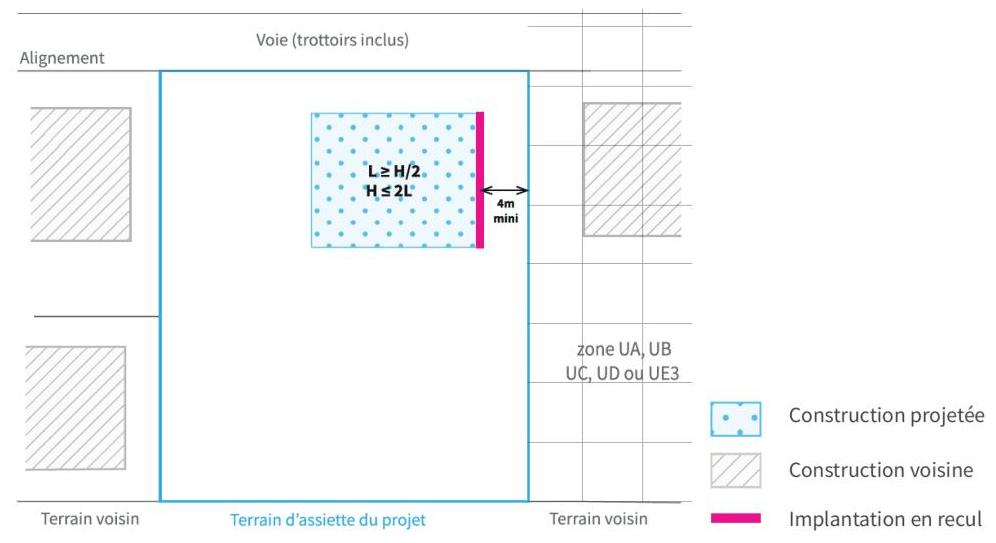 Voie (trottoirs inclus)
Alignement
L ≥ H/2
H ≤ 2L
4m
mini
zone UA, UB
UC, UD ou UE3
Construction projetée
Construction voisine
Implantation en recul
Terrain voisin
Terrain d'assiette du projet
Terrain voisin